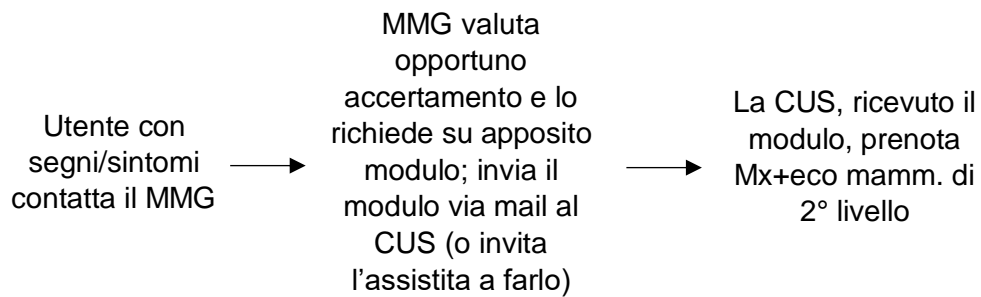 Utente con
segni/sintomi
contatta il MMG
MMG valuta
opportuno
accertamento e lo
richiede su apposito
modulo; invia il
modulo via mail al
CUS (o invita
l’assistita a farlo)
La CUS, ricevuto il
modulo, prenota
Mx+eco mamm. di
2° livello